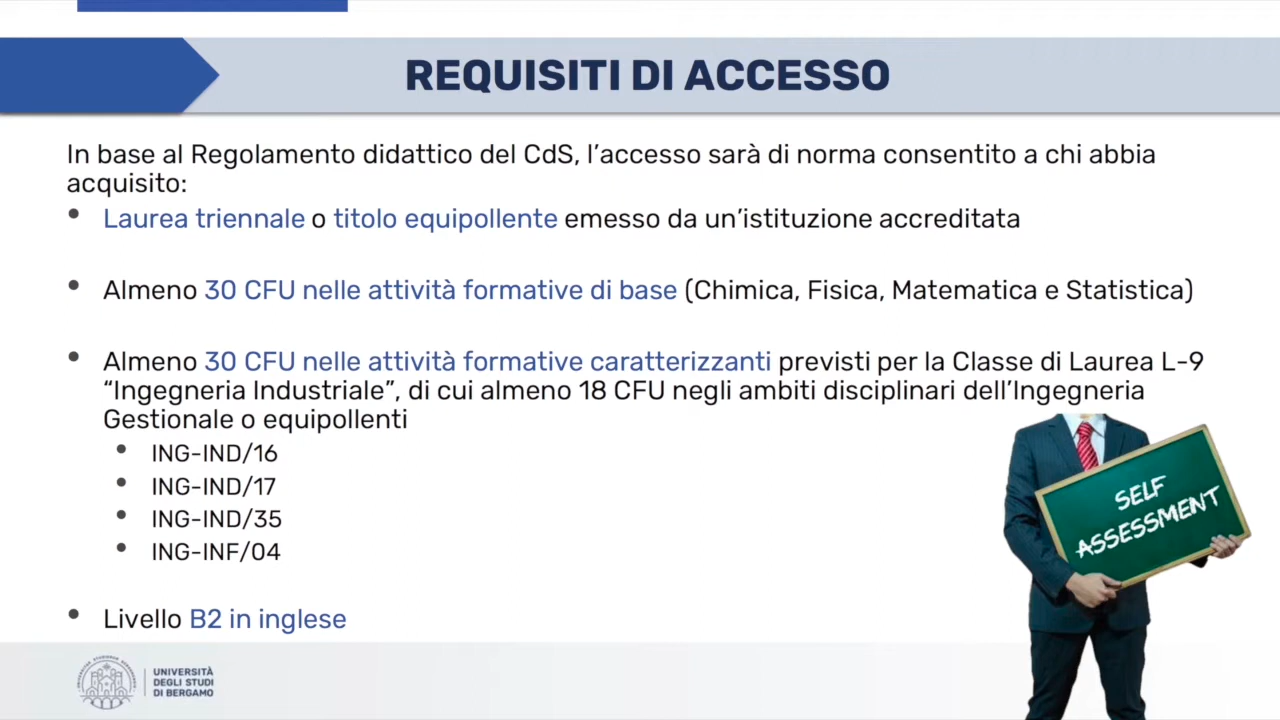 REQUISITI DI ACCESSO
In base al Regolamento didattico del CdS, l’accesso sarà di norma consentito a chi abbia
acquisito:
• Laurea triennale o titolo equipollente emesso da un’istituzione accreditata
• Almeno 30 CFU nelle attività formative di base (Chimica, Fisica, Matematica e Statistica)
• Almeno 30 CFU nelle attività formative caratterizzanti previsti per la Classe di Laurea L-9
“Ingegneria Industriale”, di cui almeno 18 CFU negli ambiti disciplinari dell’Ingegneria
Gestionale o equipollenti
• ING-IND/16
• ING-IND/17
• ING-IND/35
• ING-INF/04
• Livello B2 in inglese
SELF
ASSESSMENT
UNIVERSITÀ
DEGLI STUDI
DI BERGAMO